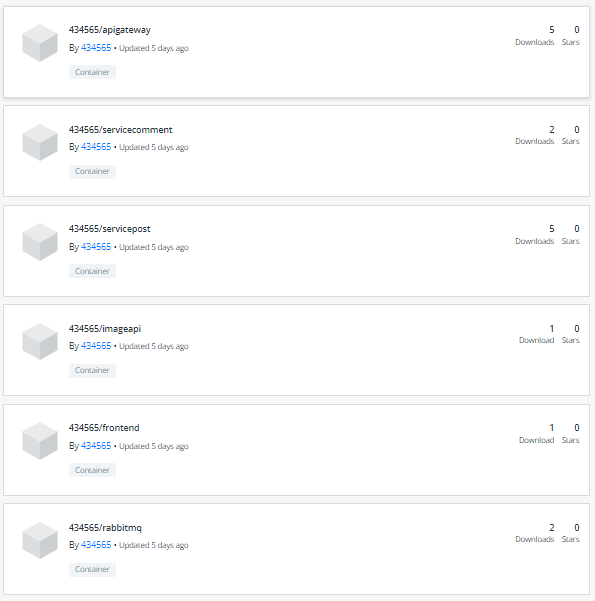 434565/apigateway
5 0
By 434565 • Updated 5 days ago
Downloads Stars
Container
434565/servicecomment
2 0
By 434565 • Updated 5 days ago
Downloads Stars
Container
434565/servicepost
5 0
By 434565 • Updated 5 days ago
Downloads Stars
Container
434565/imageapi
1 0
By 434565 • Updated 5 days ago
Download Stars
Container
434565/frontend
1 0
By 434565 • Updated 5 days ago
Download Stars
Container
434565/rabbitmq
2 0
By 434565 • Updated 5 days ago
Downloads Stars
Container